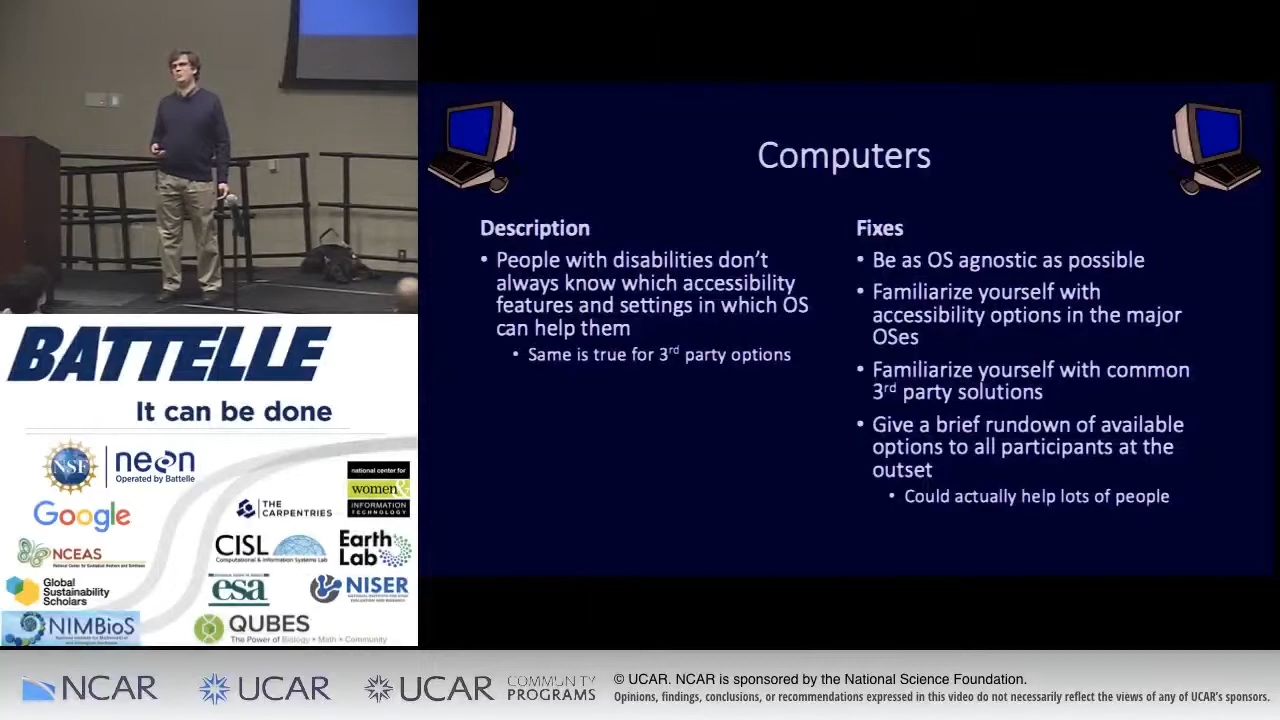 Computers
Description
• People with disabilities don't
always know which accessibility
features and settings in which OS
can help them
• Same is true for 3rd party options
Fixes
• Be as OS agnostic as possible
• Familiarize yourself with
accessibility options in the major
OSes
• Familiarize yourself with common
3rd party solutions
• Give a brief rundown of available
options to all participants at the
outset
• Could actually help lots of people
BATTELLE
It can be done
NSF
neon
Operated by Battelle
national center for
women &
INFORMATION
TECHNOLOGY
Google
THE
CARPENTRIES
NCEAS
CISL
Computational & Information Systems Lab
Earth
Lab
Global
Sustainability
Scholars
esa
NISER
NIMBioS
QUBES
The Power of Biology • Math • Community
NCAR
UCAR
UCAR
COMMUNITY
PROGRAMS
© UCAR. NCAR is sponsored by the National Science Foundation.
Opinions, findings, conclusions, or recommendations expressed in this video do not necessarily reflect the views of any of UCAR's sponsors.